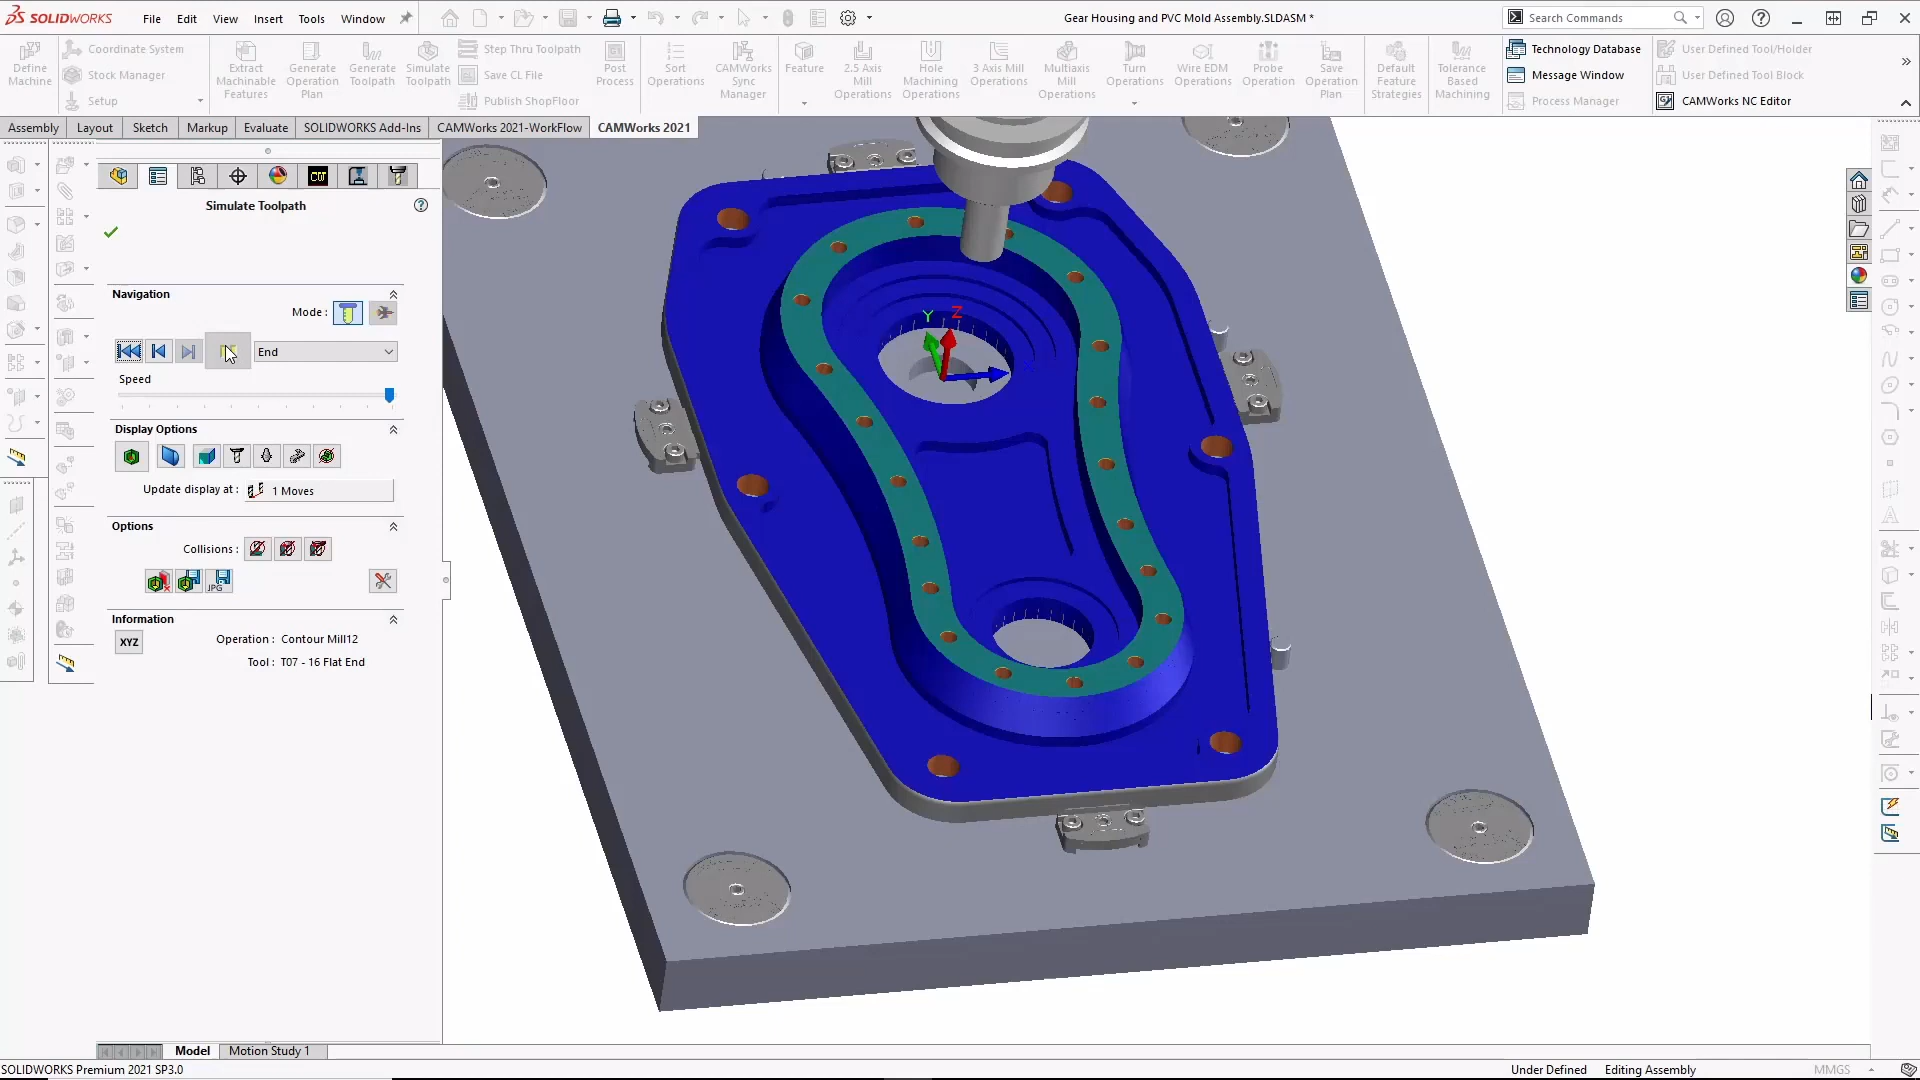 SOLIDWORKS
File Edit View Insert Tools Window
Gear Housing and PVC Mold Assembly.SLDASM *
Search Commands
Define Machine
Coordinate System
Stock Manager
Setup
Extract Machinable Features
Generate Operation Plan
Generate Toolpath
Simulate Toolpath
Step Thru Toolpath
Save CL File
Publish ShopFloor
Post Process
Sort Operations
CAMWorks Sync Manager
Feature
2.5 Axis Mill Operations
Hole Machining Operations
3 Axis Mill Operations
Multiaxis Mill Operations
Turn Operations
Wire EDM Operations
Probe Operation
Save Operation Plan
Default Feature Strategies
Tolerance Based Machining
Technology Database
Message Window
Process Manager
User Defined Tool/Holder
User Defined Tool Block
CAMWorks NC Editor
Assembly Layout Sketch Markup Evaluate SOLIDWORKS Add-Ins CAMWorks 2021-WorkFlow CAMWorks 2021
CW
Simulate Toolpath
Navigation
Mode :
End
Speed
Display Options
Update display at : 1 Moves
Options
Collisions :
JPG
Information
XYZ
Operation : Contour Mill12
Tool : T07 - 16 Flat End
Y Z
Model Motion Study 1
SOLIDWORKS Premium 2021 SP3.0
Under Defined Editing Assembly MMGS